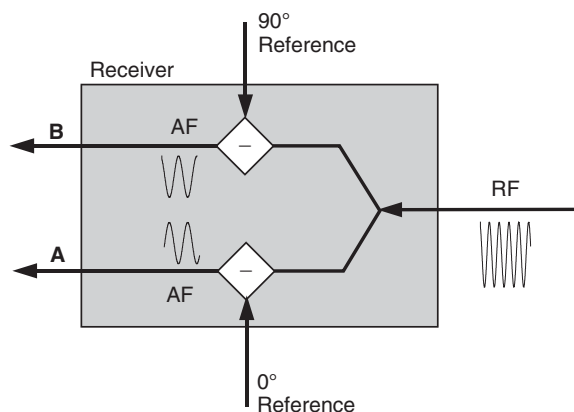 90°
Reference
Receiver
B
AF
–
RF
A
AF
–
0°
Reference